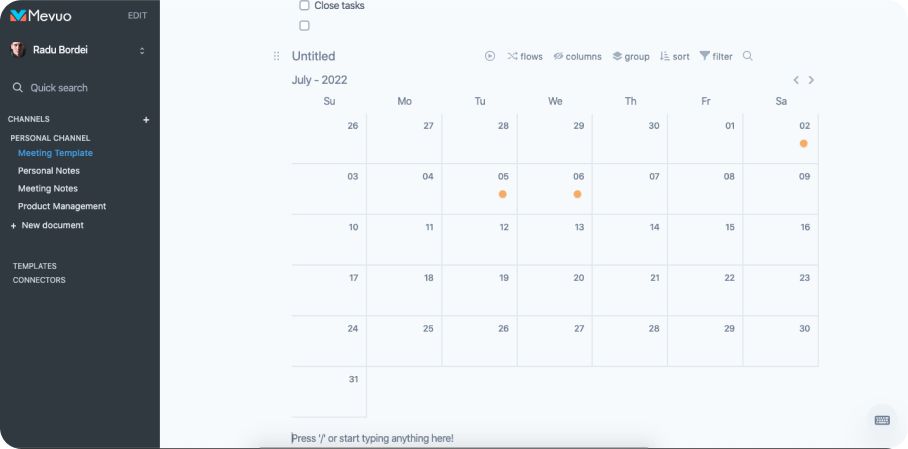 Mevuo
EDIT
Radu Bordei
Quick search
CHANNELS
+
PERSONAL CHANNEL
Meeting Template
Personal Notes
Meeting Notes
Product Management
+ New document
TEMPLATES
CONNECTORS
Close tasks
Untitled
flows columns group sort filter
July - 2022
Su Mo Tu We Th Fr Sa
26 27 28 29 30 01 02
03 04 05 06 07 08 09
10 11 12 13 14 15 16
17 18 19 20 21 22 23
24 25 26 27 28 29 30
31
Press '/' or start typing anything here!